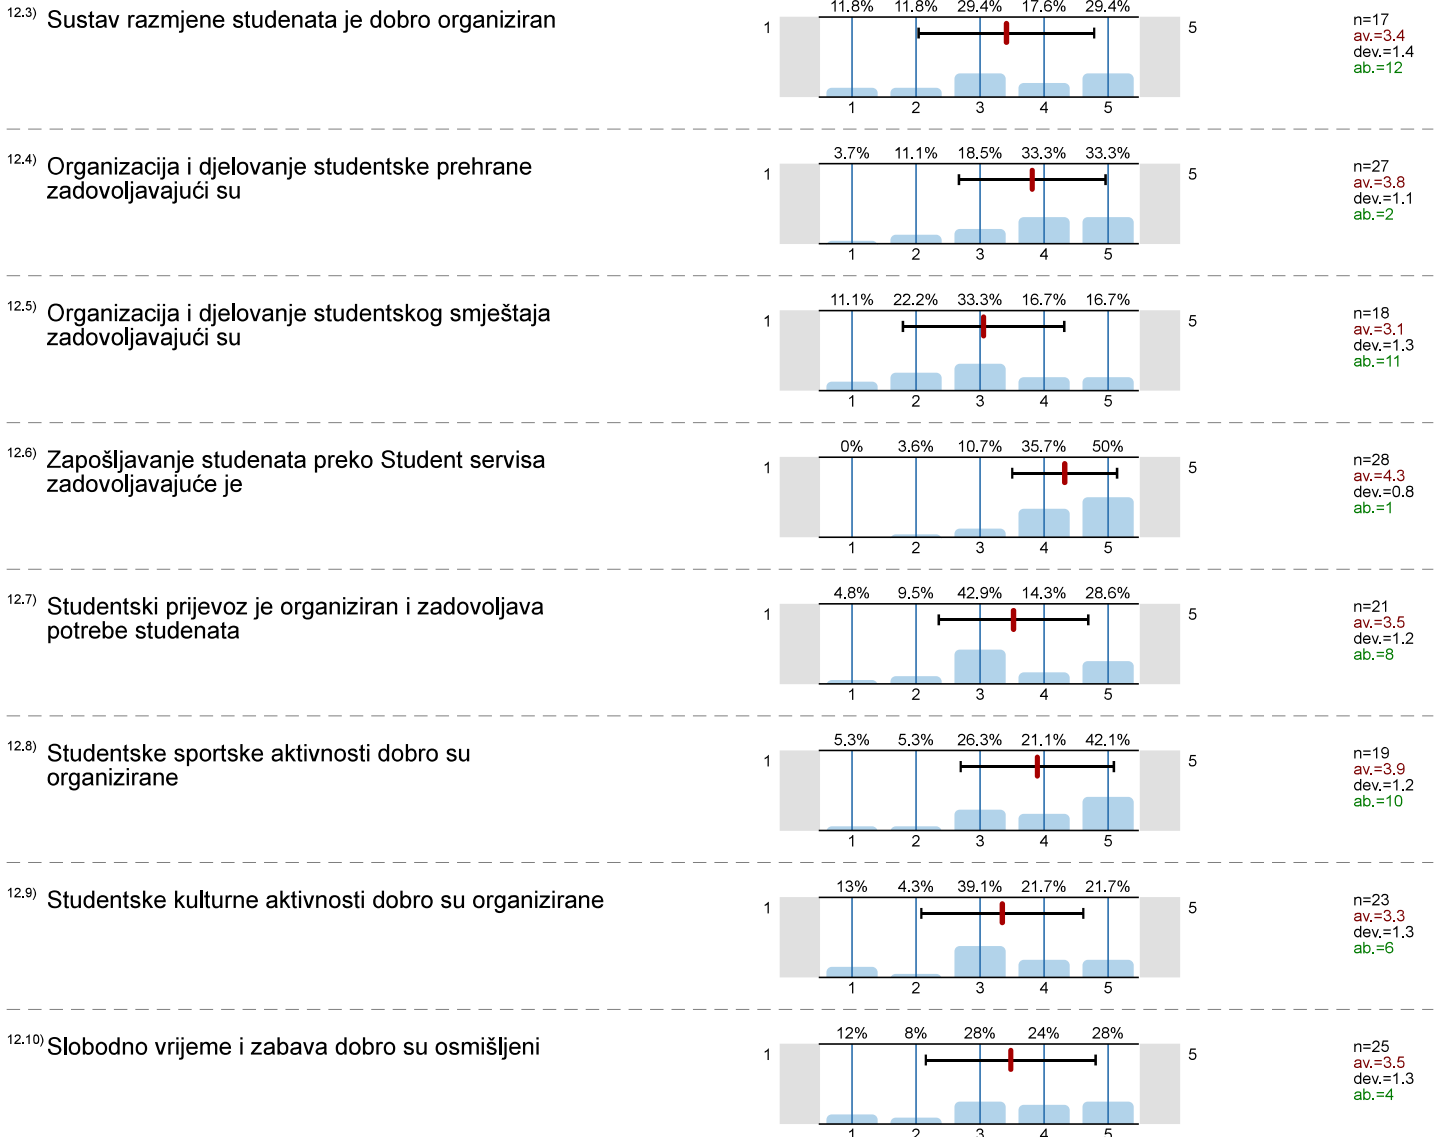 12.3) Sustav razmjene studenata je dobro organiziran
11.8% 11.8% 29.4% 17.6% 29.4%
1 5
1 2 3 4 5
n=17
av.=3.4
dev.=1.4
ab.=12
12.4) Organizacija i djelovanje studentske prehrane
zadovoljavajući su
3.7% 11.1% 18.5% 33.3% 33.3%
1 5
1 2 3 4 5
n=27
av.=3.8
dev.=1.1
ab.=2
12.5) Organizacija i djelovanje studentskog smještaja
zadovoljavajući su
11.1% 22.2% 33.3% 16.7% 16.7%
1 5
1 2 3 4 5
n=18
av.=3.1
dev.=1.3
ab.=11
12.6) Zapošljavanje studenata preko Student servisa
zadovoljavajuće je
0% 3.6% 10.7% 35.7% 50%
1 5
1 2 3 4 5
n=28
av.=4.3
dev.=0.8
ab.=1
12.7) Studentski prijevoz je organiziran i zadovoljava
potrebe studenata
4.8% 9.5% 42.9% 14.3% 28.6%
1 5
1 2 3 4 5
n=21
av.=3.5
dev.=1.2
ab.=8
12.8) Studentske sportske aktivnosti dobro su
organizirane
5.3% 5.3% 26.3% 21.1% 42.1%
1 5
1 2 3 4 5
n=19
av.=3.9
dev.=1.2
ab.=10
12.9) Studentske kulturne aktivnosti dobro su organizirane
13% 4.3% 39.1% 21.7% 21.7%
1 5
1 2 3 4 5
n=23
av.=3.3
dev.=1.3
ab.=6
12.10) Slobodno vrijeme i zabava dobro su osmišljeni
12% 8% 28% 24% 28%
1 5
1 2 3 4 5
n=25
av.=3.5
dev.=1.3
ab.=4